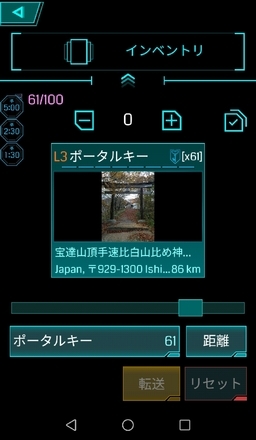 インベントリ
61/100
5:00
2:30
1:30
0
L3 ポータルキー [x61]
宝達山頂手速比白山比め神...
Japan, 〒929-1300 Ishi... 86 km
ポータルキー 61 距離
転送 リセット